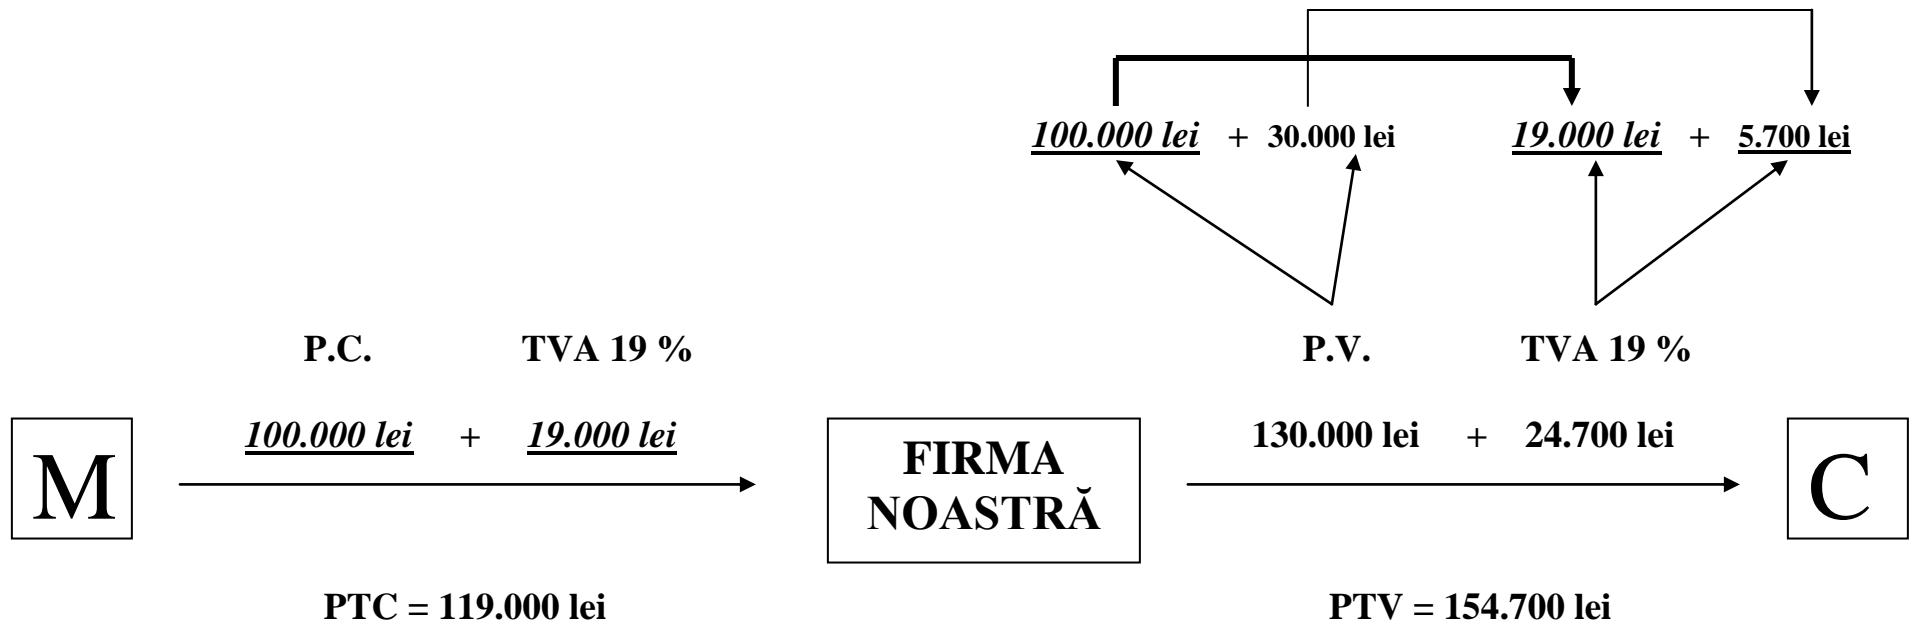 100.000 lei + 30.000 lei 19.000 lei + 5.700 lei
P.C. TVA 19 % P.V. TVA 19 %
M 100.000 lei + 19.000 lei FIRMA NOASTRĂ 130.000 lei + 24.700 lei C
PTC = 119.000 lei PTV = 154.700 lei